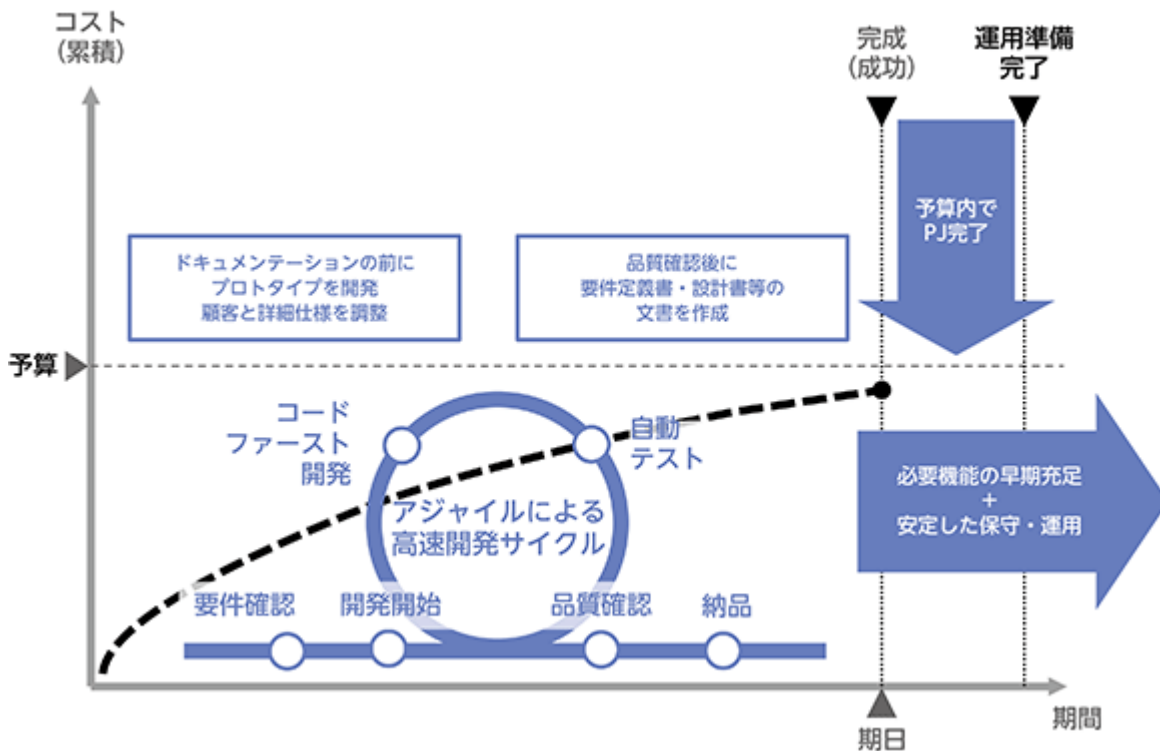 コスト
(累積)
完成
(成功)
運用準備
完了
予算内で
PJ完了
ドキュメンテーションの前に
プロトタイプを開発
顧客と詳細仕様を調整
品質確認後に
要件定義書・設計書等の
文書を作成
予算
コード
ファースト
開発
自動
テスト
アジャイルによる
高速開発サイクル
必要機能の早期充足
+
安定した保守・運用
要件確認
開発開始
品質確認
納品
期間
期日